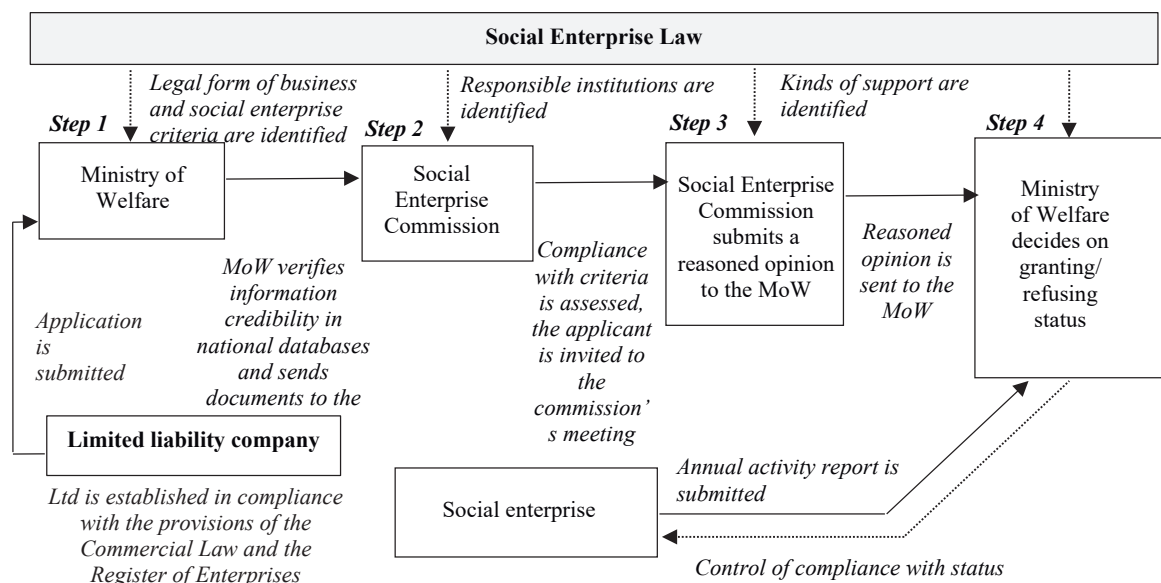 Social Enterprise Law
Legal form of business
and social enterprise
criteria are identified
Responsible institutions are
identified
Kinds of support are
identified
Step 1
Ministry of
Welfare
Step 2
Social
Enterprise
Commission
Step 3
Social Enterprise
Commission
submits a
reasoned opinion
to the MoW
Step 4
Ministry
of Welfare
decides on
granting/
refusing
status
Application
is
submitted
MoW verifies
information
credibility in
national databases
and sends
documents to the
Compliance
with criteria
is assessed,
the applicant
is invited to
the
commission’
s meeting
Reasoned
opinion is
sent to the
MoW
Limited liability company
Ltd is established in compliance
with the provisions of the
Commercial Law and the
Register of Enterprises
Social enterprise
Annual activity report is
submitted
Control of compliance with status